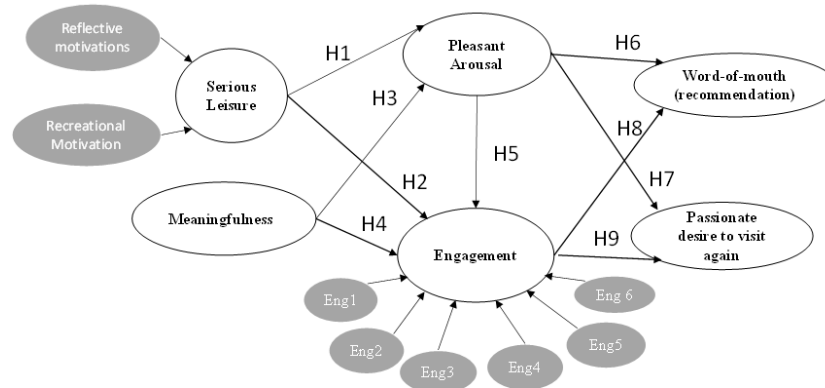 Reflective
motivations
H1
Pleasant
Arousal
H6
Word-of-mouth
(recommendation)
Serious
Leisure
H3
H8
Recreational
Motivation
H5
H2
H7
Meaningfulness
H4
Passionate
desire to visit
again
H9
Engagement
Eng1
Eng 6
Eng2
Eng3
Eng4
Eng5